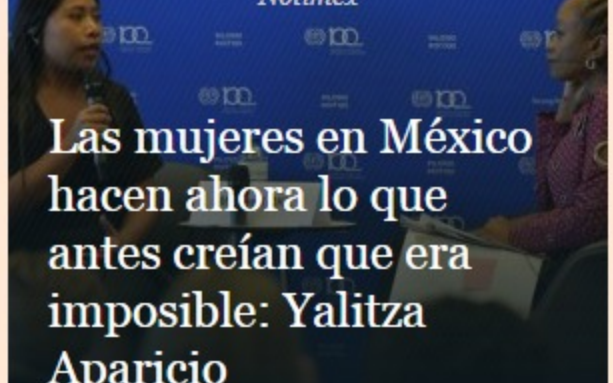 Notimex
Las mujeres en México
hacen ahora lo que
antes creían que era
imposible: Yalitza
Aparicio